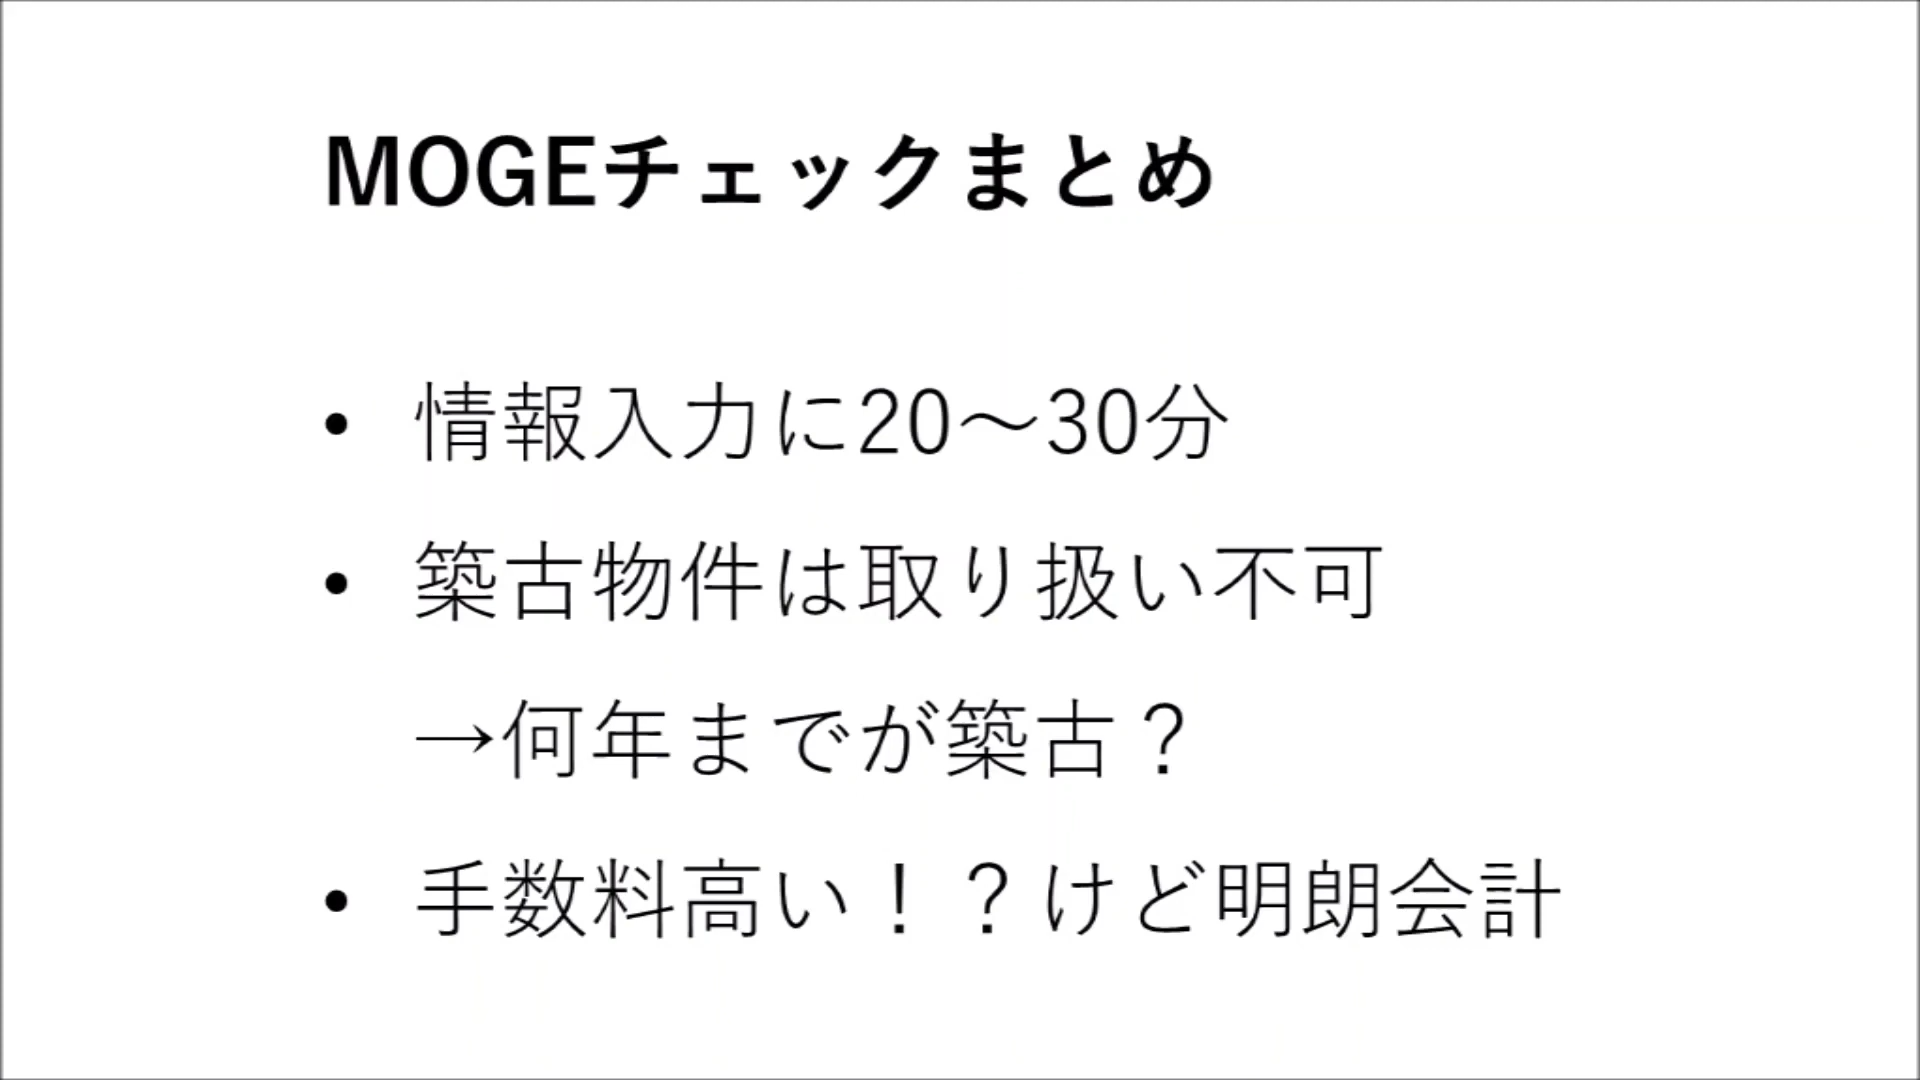 MOGEチェックまとめ
• 情報入力に20～30分
• 築古物件は取り扱い不可
→何年までが築古？
• 手数料高い！？けど明朗会計